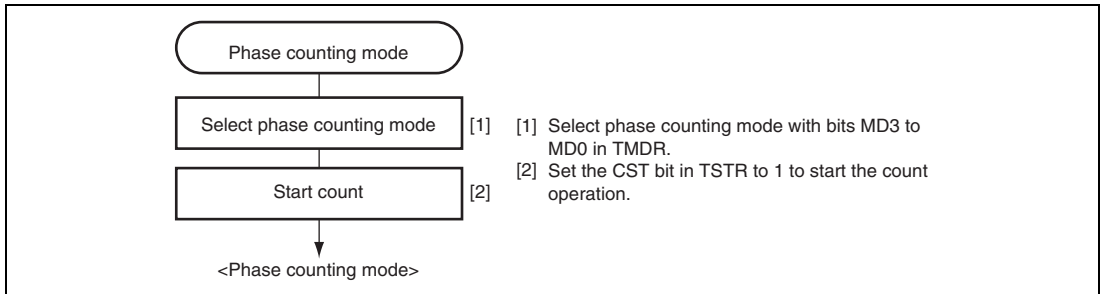 Phase counting mode
Select phase counting mode
[1]
[1] Select phase counting mode with bits MD3 to
MD0 in TMDR.
Start count
[2]
[2] Set the CST bit in TSTR to 1 to start the count
operation.
<Phase counting mode>